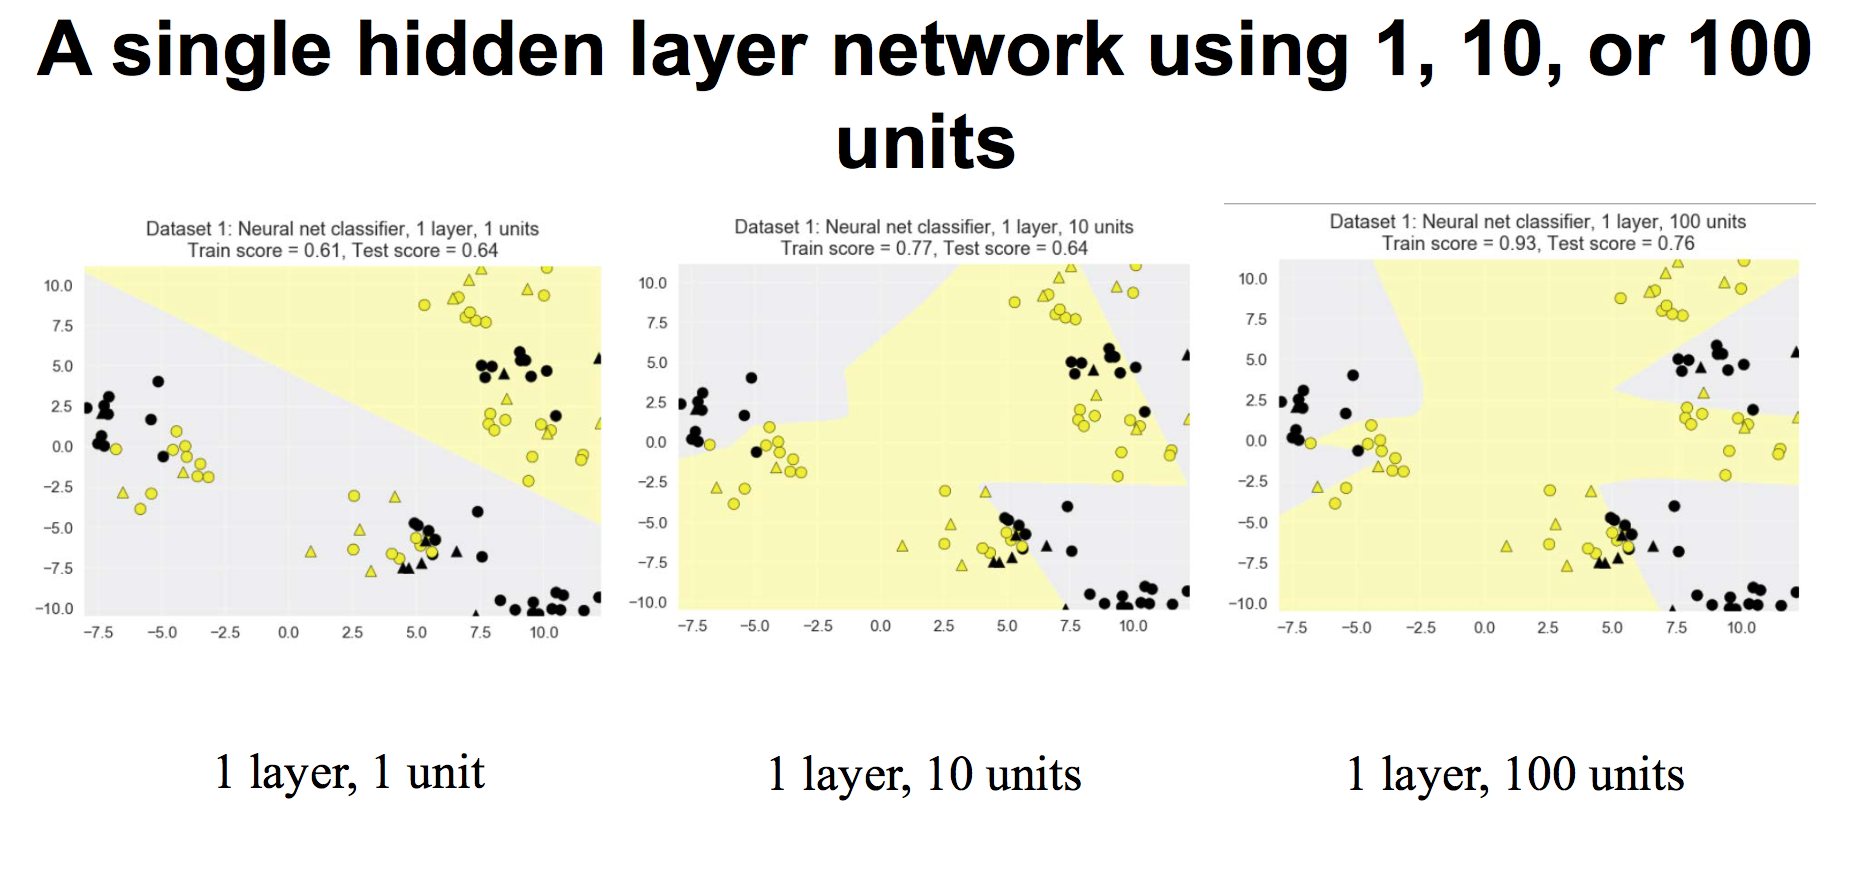 A single hidden layer network using 1, 10, or 100
units
Dataset 1: Neural net classifier, 1 layer, 1 units
Train score = 0.61, Test score = 0.64
10.0
7.5
5.0
2.5
0.0
−2.5
−5.0
−7.5
−10.0
−7.5 −5.0 −2.5 0.0 2.5 5.0 7.5 10.0
Dataset 1: Neural net classifier, 1 layer, 10 units
Train score = 0.77, Test score = 0.64
10.0
7.5
5.0
2.5
0.0
−2.5
−5.0
−7.5
−10.0
−7.5 −5.0 −2.5 0.0 2.5 5.0 7.5 10.0
Dataset 1: Neural net classifier, 1 layer, 100 units
Train score = 0.93, Test score = 0.76
10.0
7.5
5.0
2.5
0.0
−2.5
−5.0
−7.5
−10.0
−7.5 −5.0 −2.5 0.0 2.5 5.0 7.5 10.0
1 layer, 1 unit
1 layer, 10 units
1 layer, 100 units